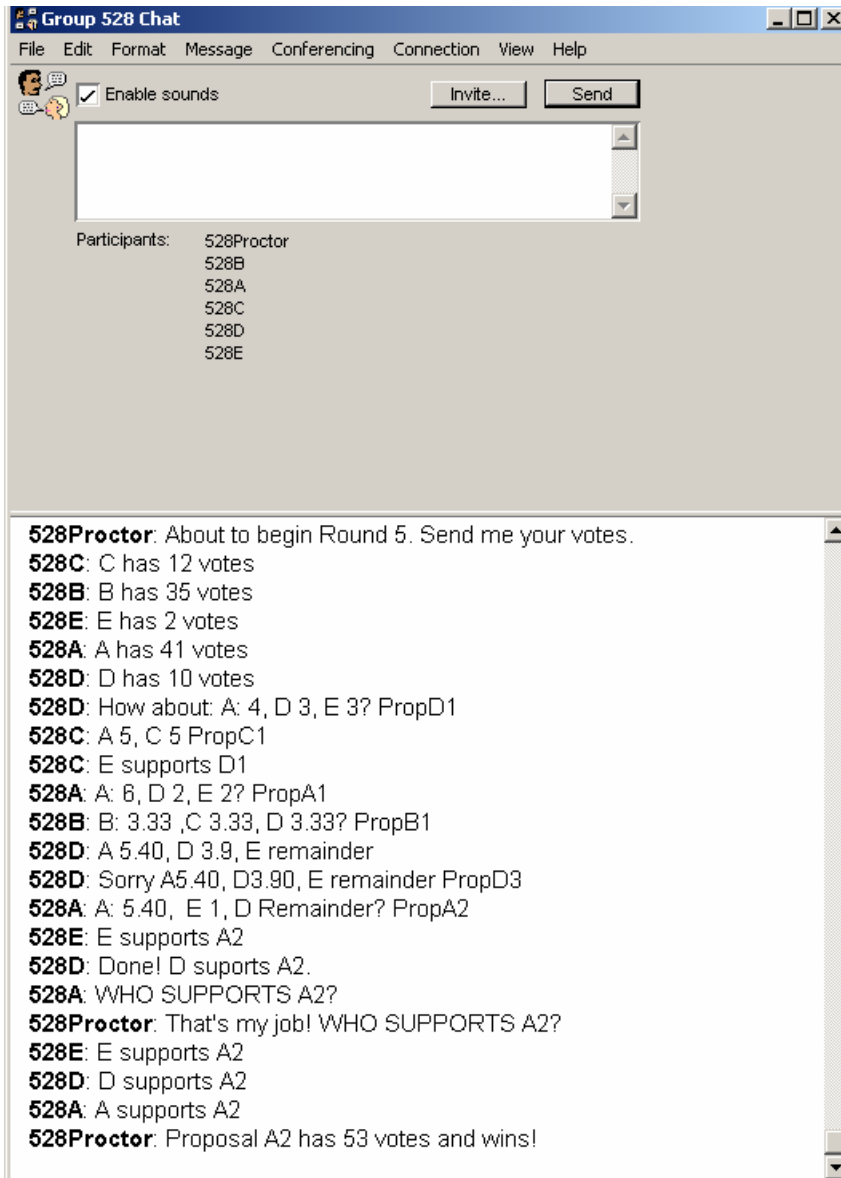 Group 528 Chat
File Edit Format Message Conferencing Connection View Help
Enable sounds Invite... Send
Participants: 528Proctor
528B
528A
528C
528D
528E
528Proctor: About to begin Round 5. Send me your votes.
528C: C has 12 votes
528B: B has 35 votes
528E: E has 2 votes
528A: A has 41 votes
528D: D has 10 votes
528D: How about: A: 4, D 3, E 3? PropD1
528C: A 5, C 5 PropC1
528C: E supports D1
528A: A: 6, D 2, E 2? PropA1
528B: B: 3.33 ,C 3.33, D 3.33? PropB1
528D: A 5.40, D 3.9, E remainder
528D: Sorry A5.40, D3.90, E remainder PropD3
528A: A: 5.40, E 1, D Remainder? PropA2
528E: E supports A2
528D: Done! D suports A2.
528A: WHO SUPPORTS A2?
528Proctor: That's my job! WHO SUPPORTS A2?
528E: E supports A2
528D: D supports A2
528A: A supports A2
528Proctor: Proposal A2 has 53 votes and wins!